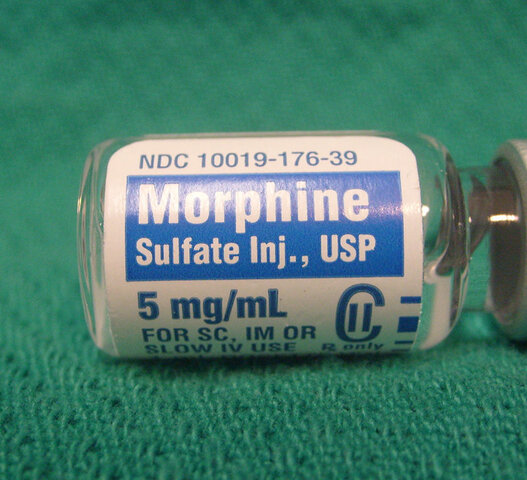 NDC 10019-176-39
Morphine
Sulfate Inj., USP
5 mg/mL
CII
FOR SC, IM OR
SLOW IV USE ℞ only